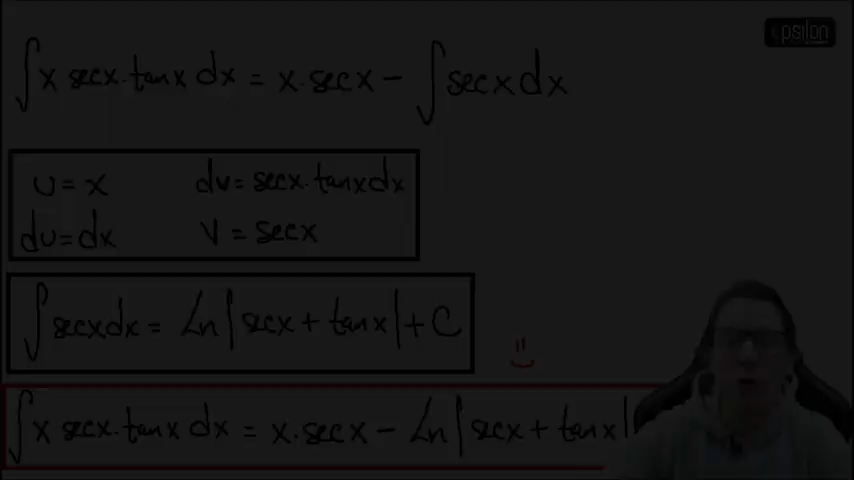 epsilon
∫ x secx·tanx dx = x·secx − ∫ secx dx
u = x dv = secx·tanx dx
du = dx v = secx
∫ secx dx = Ln|secx + tanx| + C
∫ x secx·tanx dx = x·secx − Ln|secx + tanx|